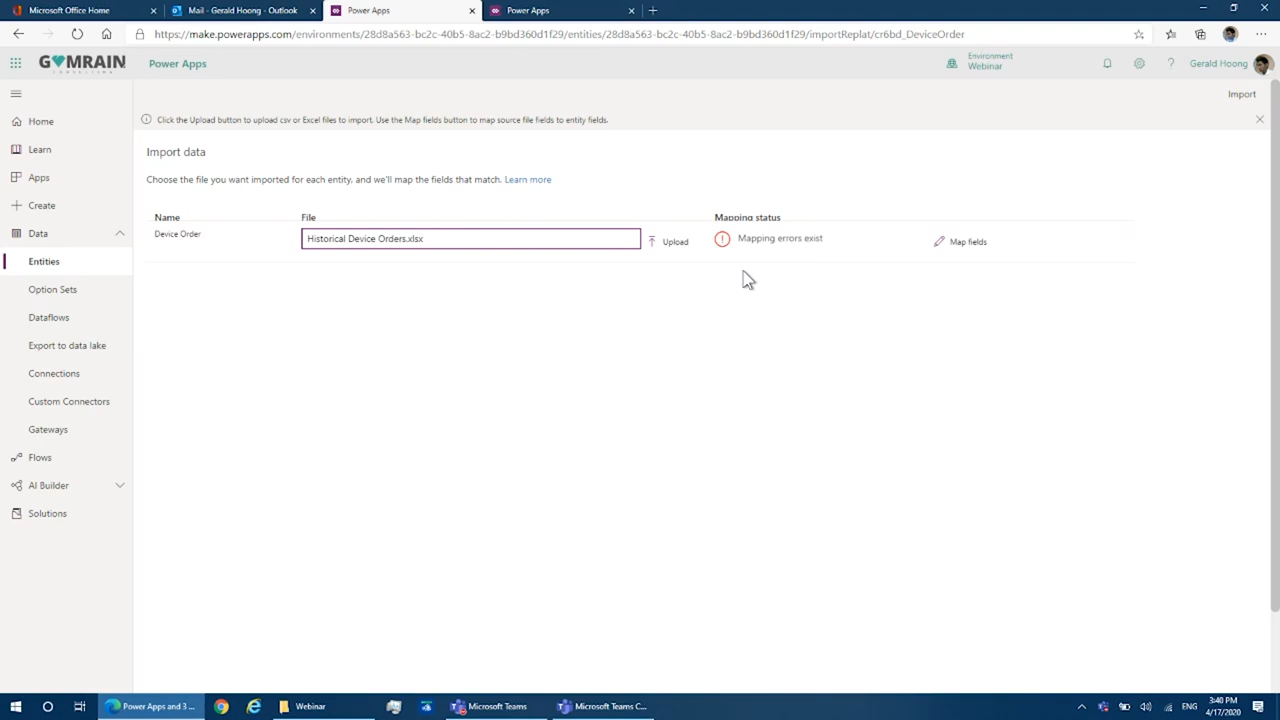 Microsoft Office Home
Mail - Gerald Hoong - Outlook
Power Apps
Power Apps
https://make.powerapps.com/environments/28d8a563-bc2c-40b5-8ac2-b9bd360d1f29/entities/28d8a563-bc2c-40b5-8ac2-b9bd360d1f29/importReplat/cr6bd_DeviceOrder
CONSULTING
Power Apps
Environment
Webinar
Gerald Hoong
Import
Click the Upload button to upload csv or Excel files to import. Use the Map fields button to map source file fields to entity fields.
Home
Learn
Apps
Create
Data
Entities
Option Sets
Dataflows
Export to data lake
Connections
Custom Connectors
Gateways
Flows
AI Builder
Solutions
Import data
Choose the file you want imported for each entity, and we'll map the fields that match. Learn more
Name File Mapping status
Device Order Historical Device Orders.xlsx Upload Mapping errors exist Map fields
Power Apps and 3 ...
Webinar
Microsoft Teams
Microsoft Teams C...
ENG
3:40 PM
4/17/2020